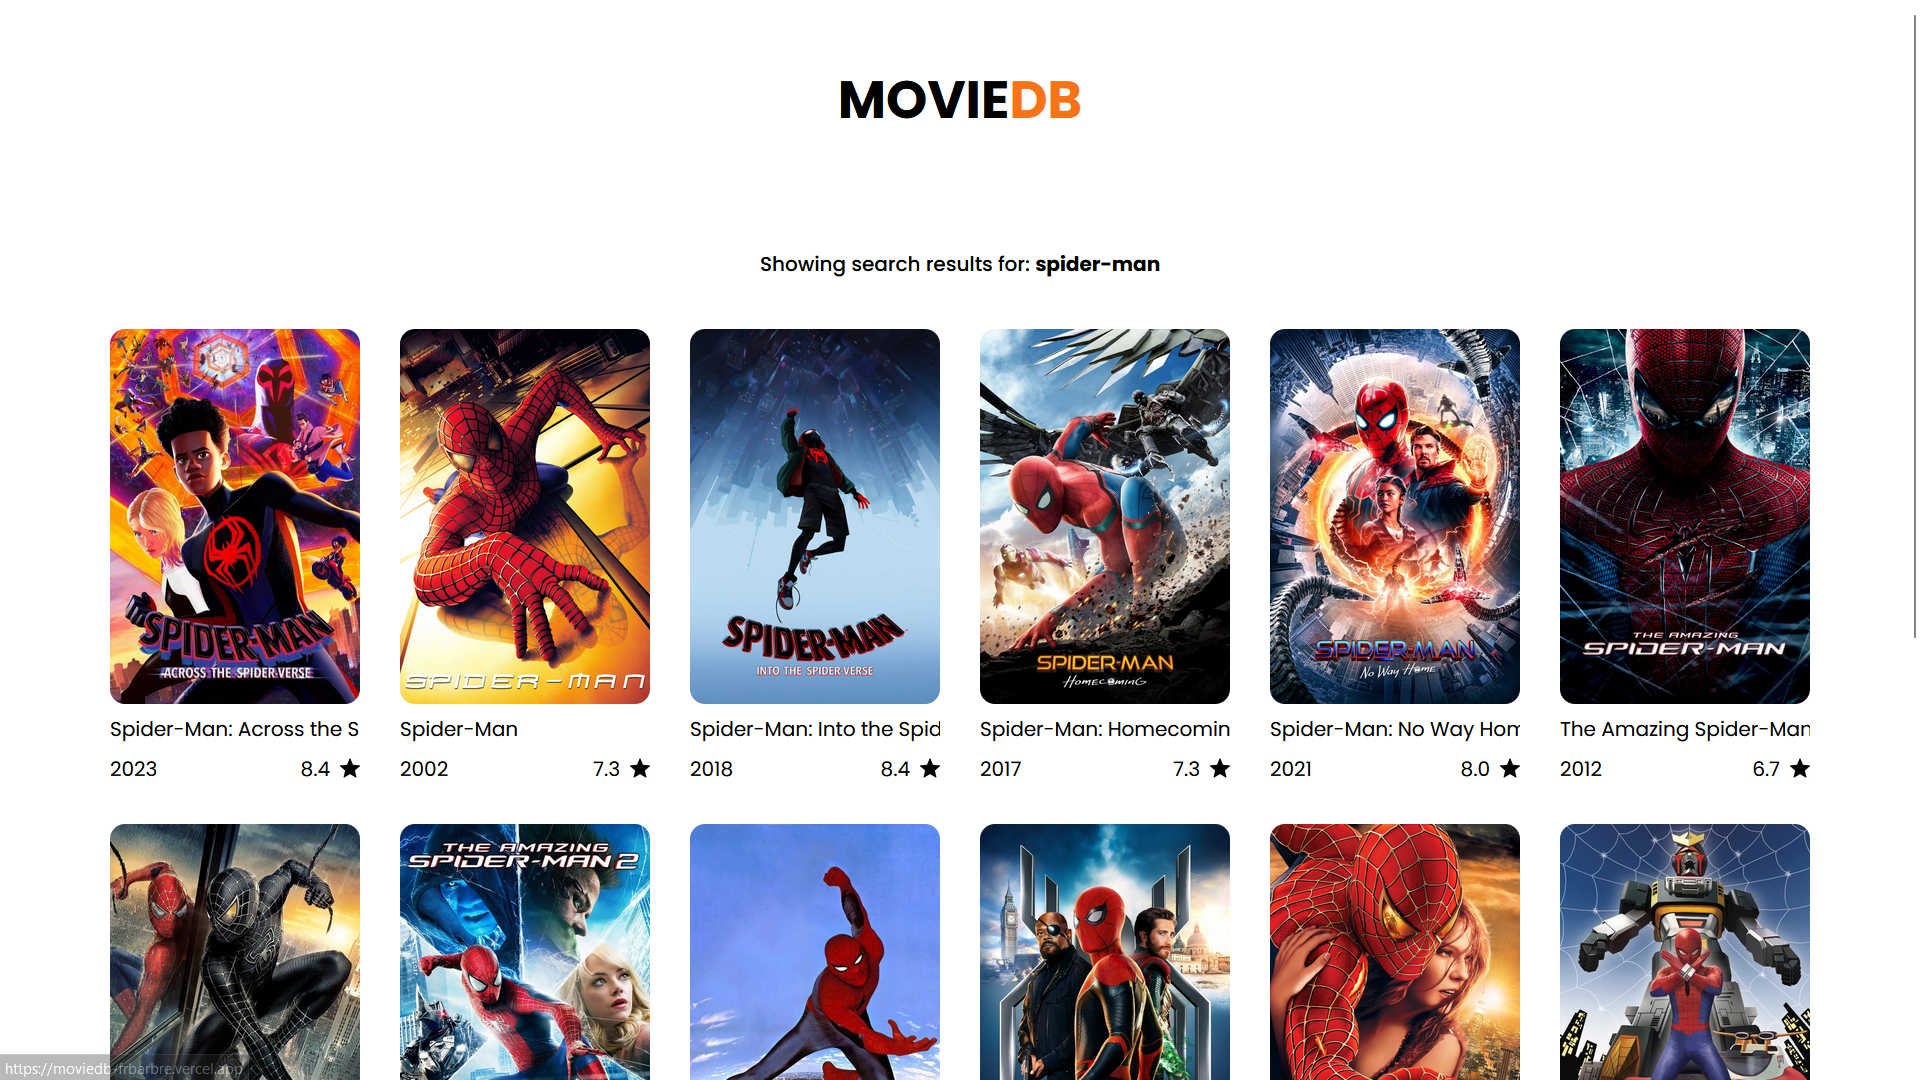 MOVIEDB
Showing search results for: spider-man
SPIDER-MAN
ACROSS THE SPIDER-VERSE
SPIDER-MAN
SPIDER-MAN
INTO THE SPIDER-VERSE
SPIDER-MAN
HOMECOMING
SPIDER-MAN
No Way Home
THE AMAZING
SPIDER-MAN
Spider-Man: Across the S
Spider-Man
Spider-Man: Into the Spid
Spider-Man: Homecomin
Spider-Man: No Way Hom
The Amazing Spider-Man
2023 8.4 ★
2002 7.3 ★
2018 8.4 ★
2017 7.3 ★
2021 8.0 ★
2012 6.7 ★
THE AMAZING
SPIDER-MAN 2
https://moviedb-frbarbre.vercel.app